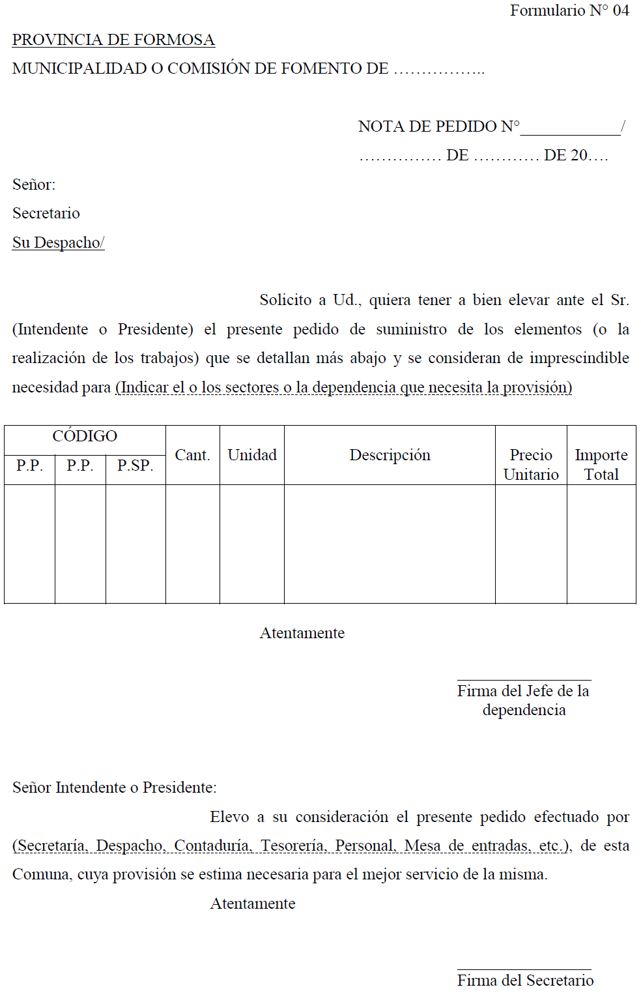 Formulario N° 04
PROVINCIA DE FORMOSA
MUNICIPALIDAD O COMISIÓN DE FOMENTO DE ……………..
NOTA DE PEDIDO N°____________/
…………… DE ………… DE 20….
Señor:
Secretario
Su Despacho/
Solicito a Ud., quiera tener a bien elevar ante el Sr.
(Intendente o Presidente) el presente pedido de suministro de los elementos (o la
realización de los trabajos) que se detallan más abajo y se consideran de imprescindible
necesidad para (Indicar el o los sectores o la dependencia que necesita la provisión)
CÓDIGO
P.P. P.P. P.SP.
Cant.
Unidad
Descripción
Precio
Unitario
Importe
Total
Atentamente
________________
Firma del Jefe de la
dependencia
Señor Intendente o Presidente:
Elevo a su consideración el presente pedido efectuado por
(Secretaría, Despacho, Contaduría, Tesorería, Personal, Mesa de entradas, etc.), de esta
Comuna, cuya provisión se estima necesaria para el mejor servicio de la misma.
Atentamente
________________
Firma del Secretario